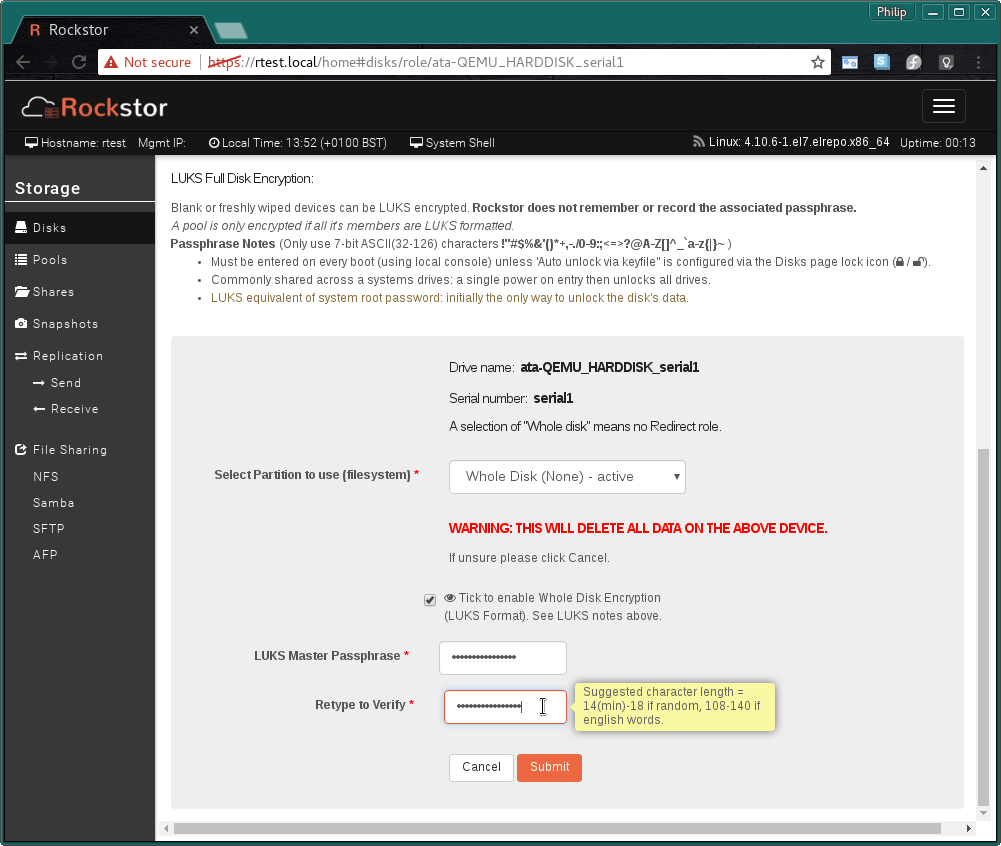 Philip
R Rockstor
Not secure https://rtest.local/home#disks/role/ata-QEMU_HARDDISK_serial1
Rockstor
Hostname: rtest Mgmt IP: Local Time: 13:52 (+0100 BST) System Shell Linux: 4.10.6-1.el7.elrepo.x86_64 Uptime: 00:13
Storage
Disks
Pools
Shares
Snapshots
Replication
Send
Receive
File Sharing
NFS
Samba
SFTP
AFP
LUKS Full Disk Encryption:
Blank or freshly wiped devices can be LUKS encrypted. Rockstor does not remember or record the associated passphrase.
A pool is only encrypted if all it's members are LUKS formatted.
Passphrase Notes (Only use 7-bit ASCII(32-126) characters !"#$%&'()*+,-./0-9:;<=>?@A-Z[]^_`a-z{|}~ )
• Must be entered on every boot (using local console) unless 'Auto unlock via keyfile" is configured via the Disks page lock icon ( / ).
• Commonly shared across a systems drives: a single power on entry then unlocks all drives.
• LUKS equivalent of system root password: initially the only way to unlock the disk's data.
Drive name: ata-QEMU_HARDDISK_serial1
Serial number: serial1
A selection of "Whole disk" means no Redirect role.
Select Partition to use (filesystem) * Whole Disk (None) - active
WARNING: THIS WILL DELETE ALL DATA ON THE ABOVE DEVICE.
If unsure please click Cancel.
Tick to enable Whole Disk Encryption
(LUKS Format). See LUKS notes above.
LUKS Master Passphrase * ••••••••••••••••
Retype to Verify * ••••••••••••••••
Suggested character length =
14(min)-18 if random, 108-140 if
english words.
Cancel Submit